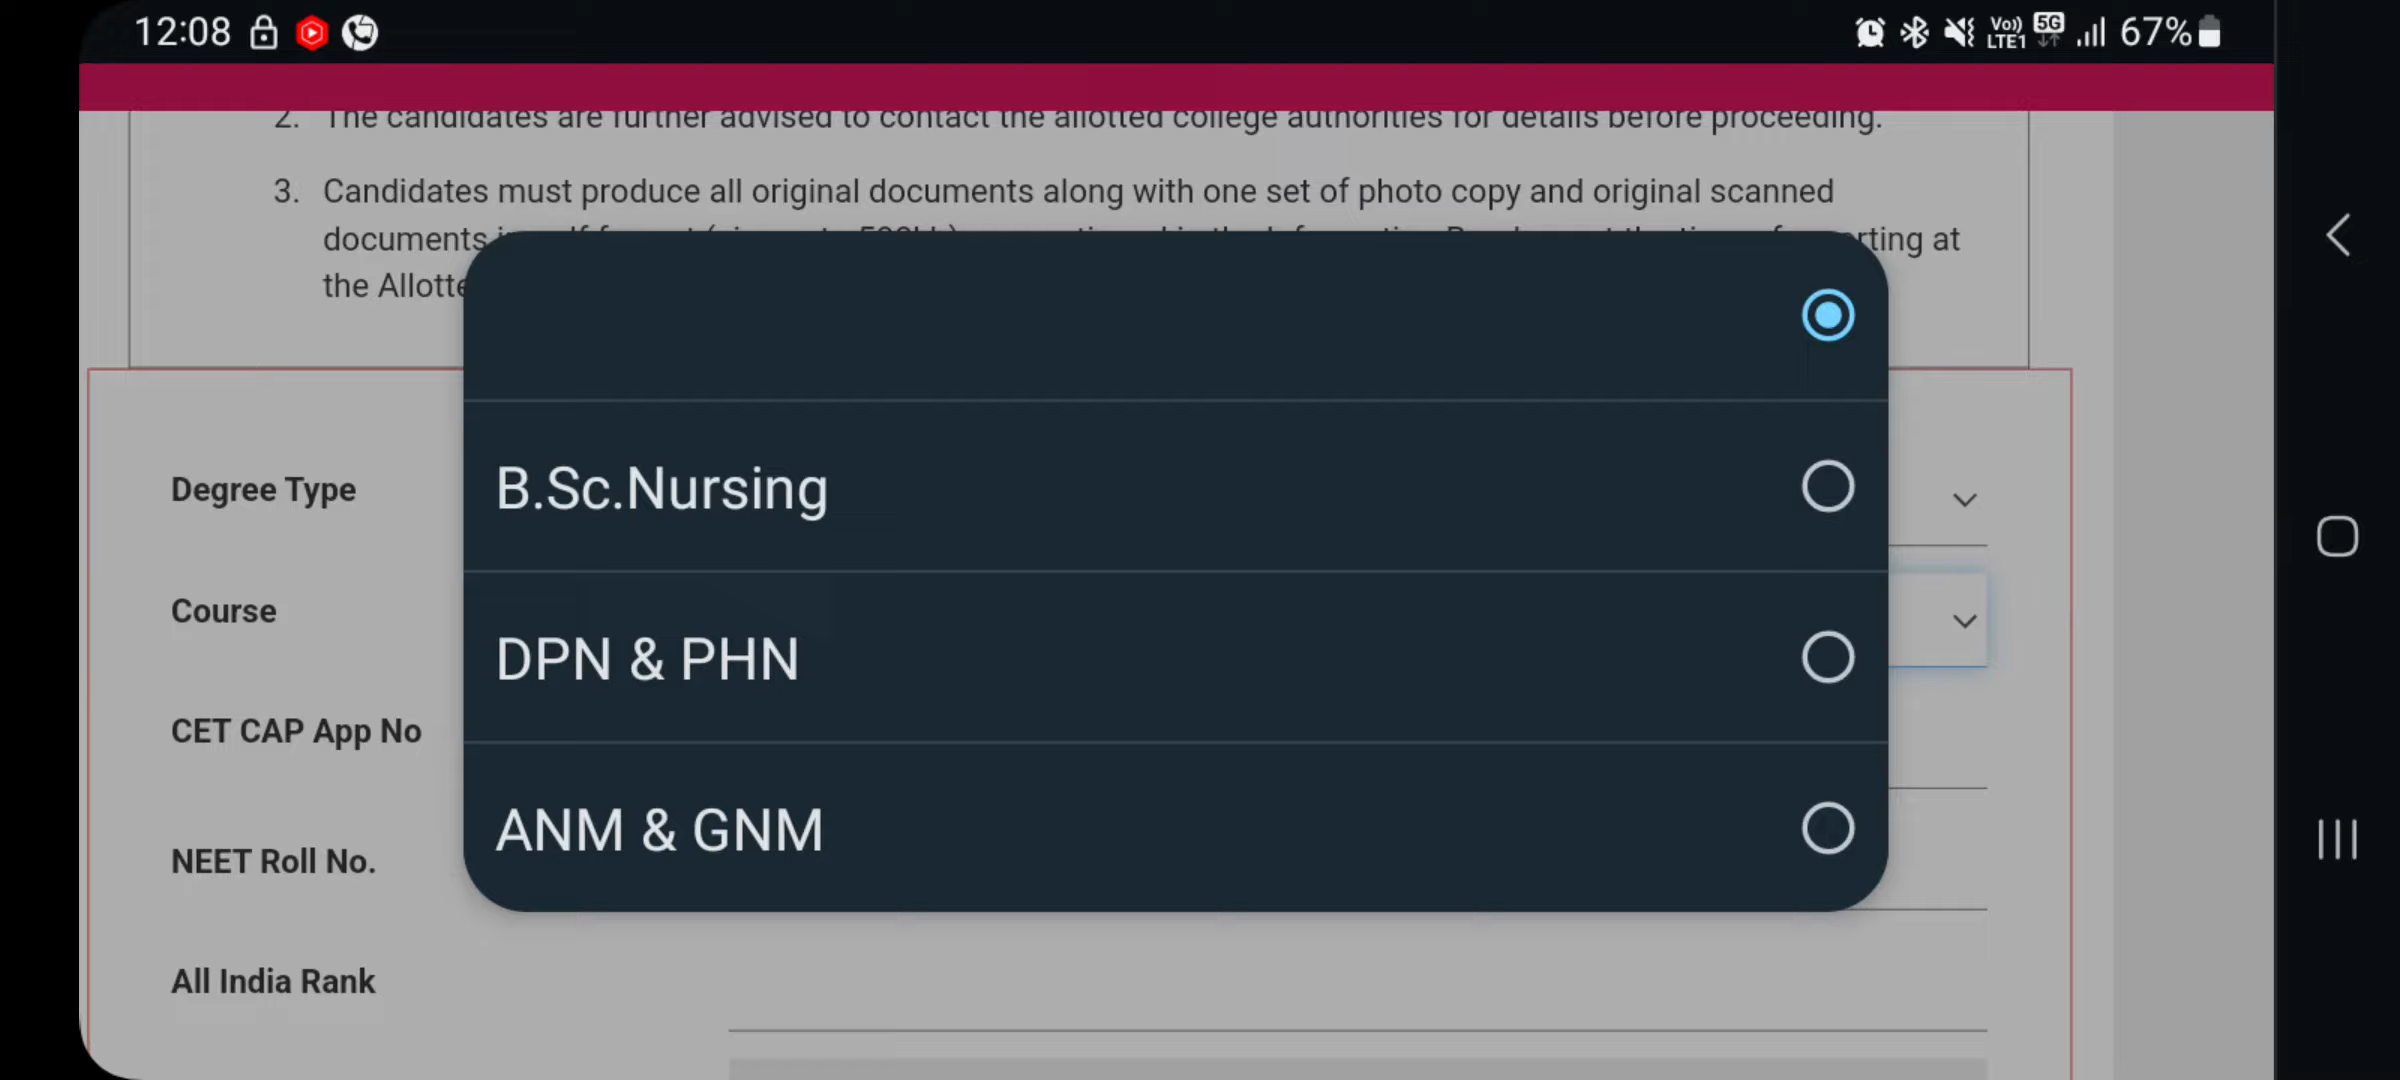 12:08
Vo)) LTE1 5G 67%
2. The candidates are further advised to contact the allotted college authorities for details before proceeding.
3. Candidates must produce all original documents along with one set of photo copy and original scanned
documents
rting at
the Allotte
B.Sc.Nursing
DPN & PHN
ANM & GNM
Degree Type
Course
CET CAP App No
NEET Roll No.
All India Rank